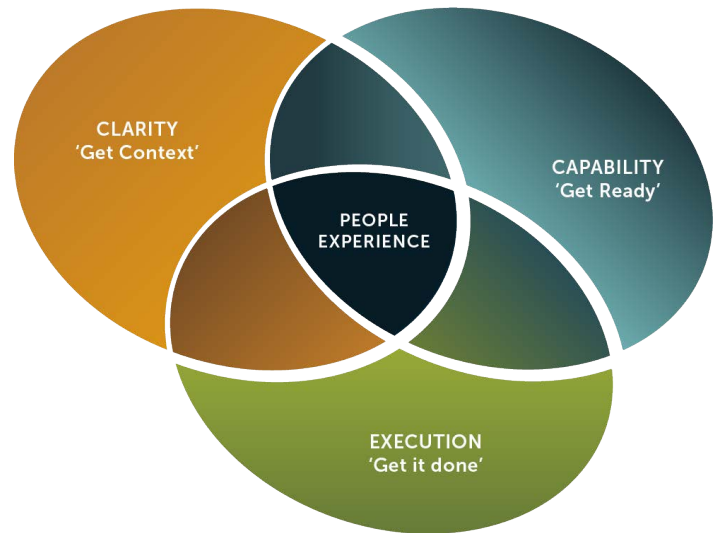 CLARITY
‘Get Context’
CAPABILITY
‘Get Ready’
PEOPLE
EXPERIENCE
EXECUTION
‘Get it done’